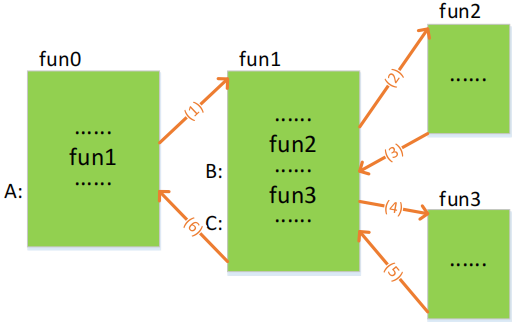 fun0
......
fun1
......
A:
(1)
fun1
......
fun2
B:
......
fun3
C:
......
(2)
fun2
......
(3)
(4)
fun3
......
(5)
(6)